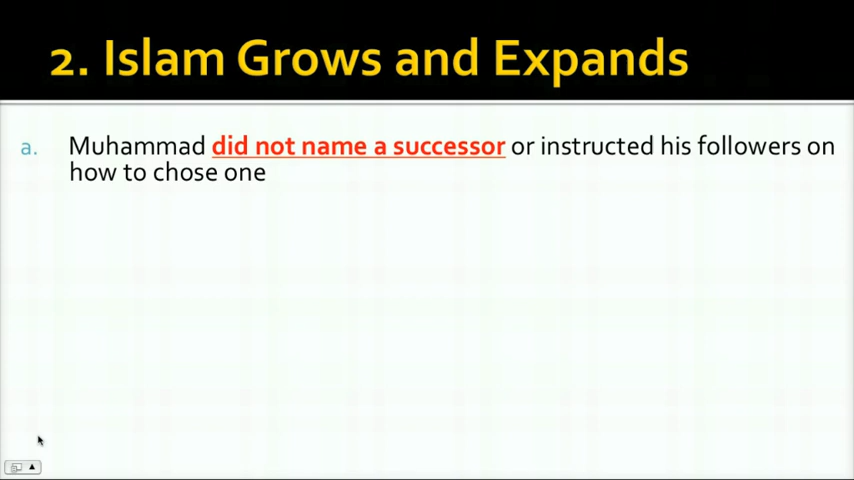 2. Islam Grows and Expands
a. Muhammad did not name a successor or instructed his followers on
how to chose one